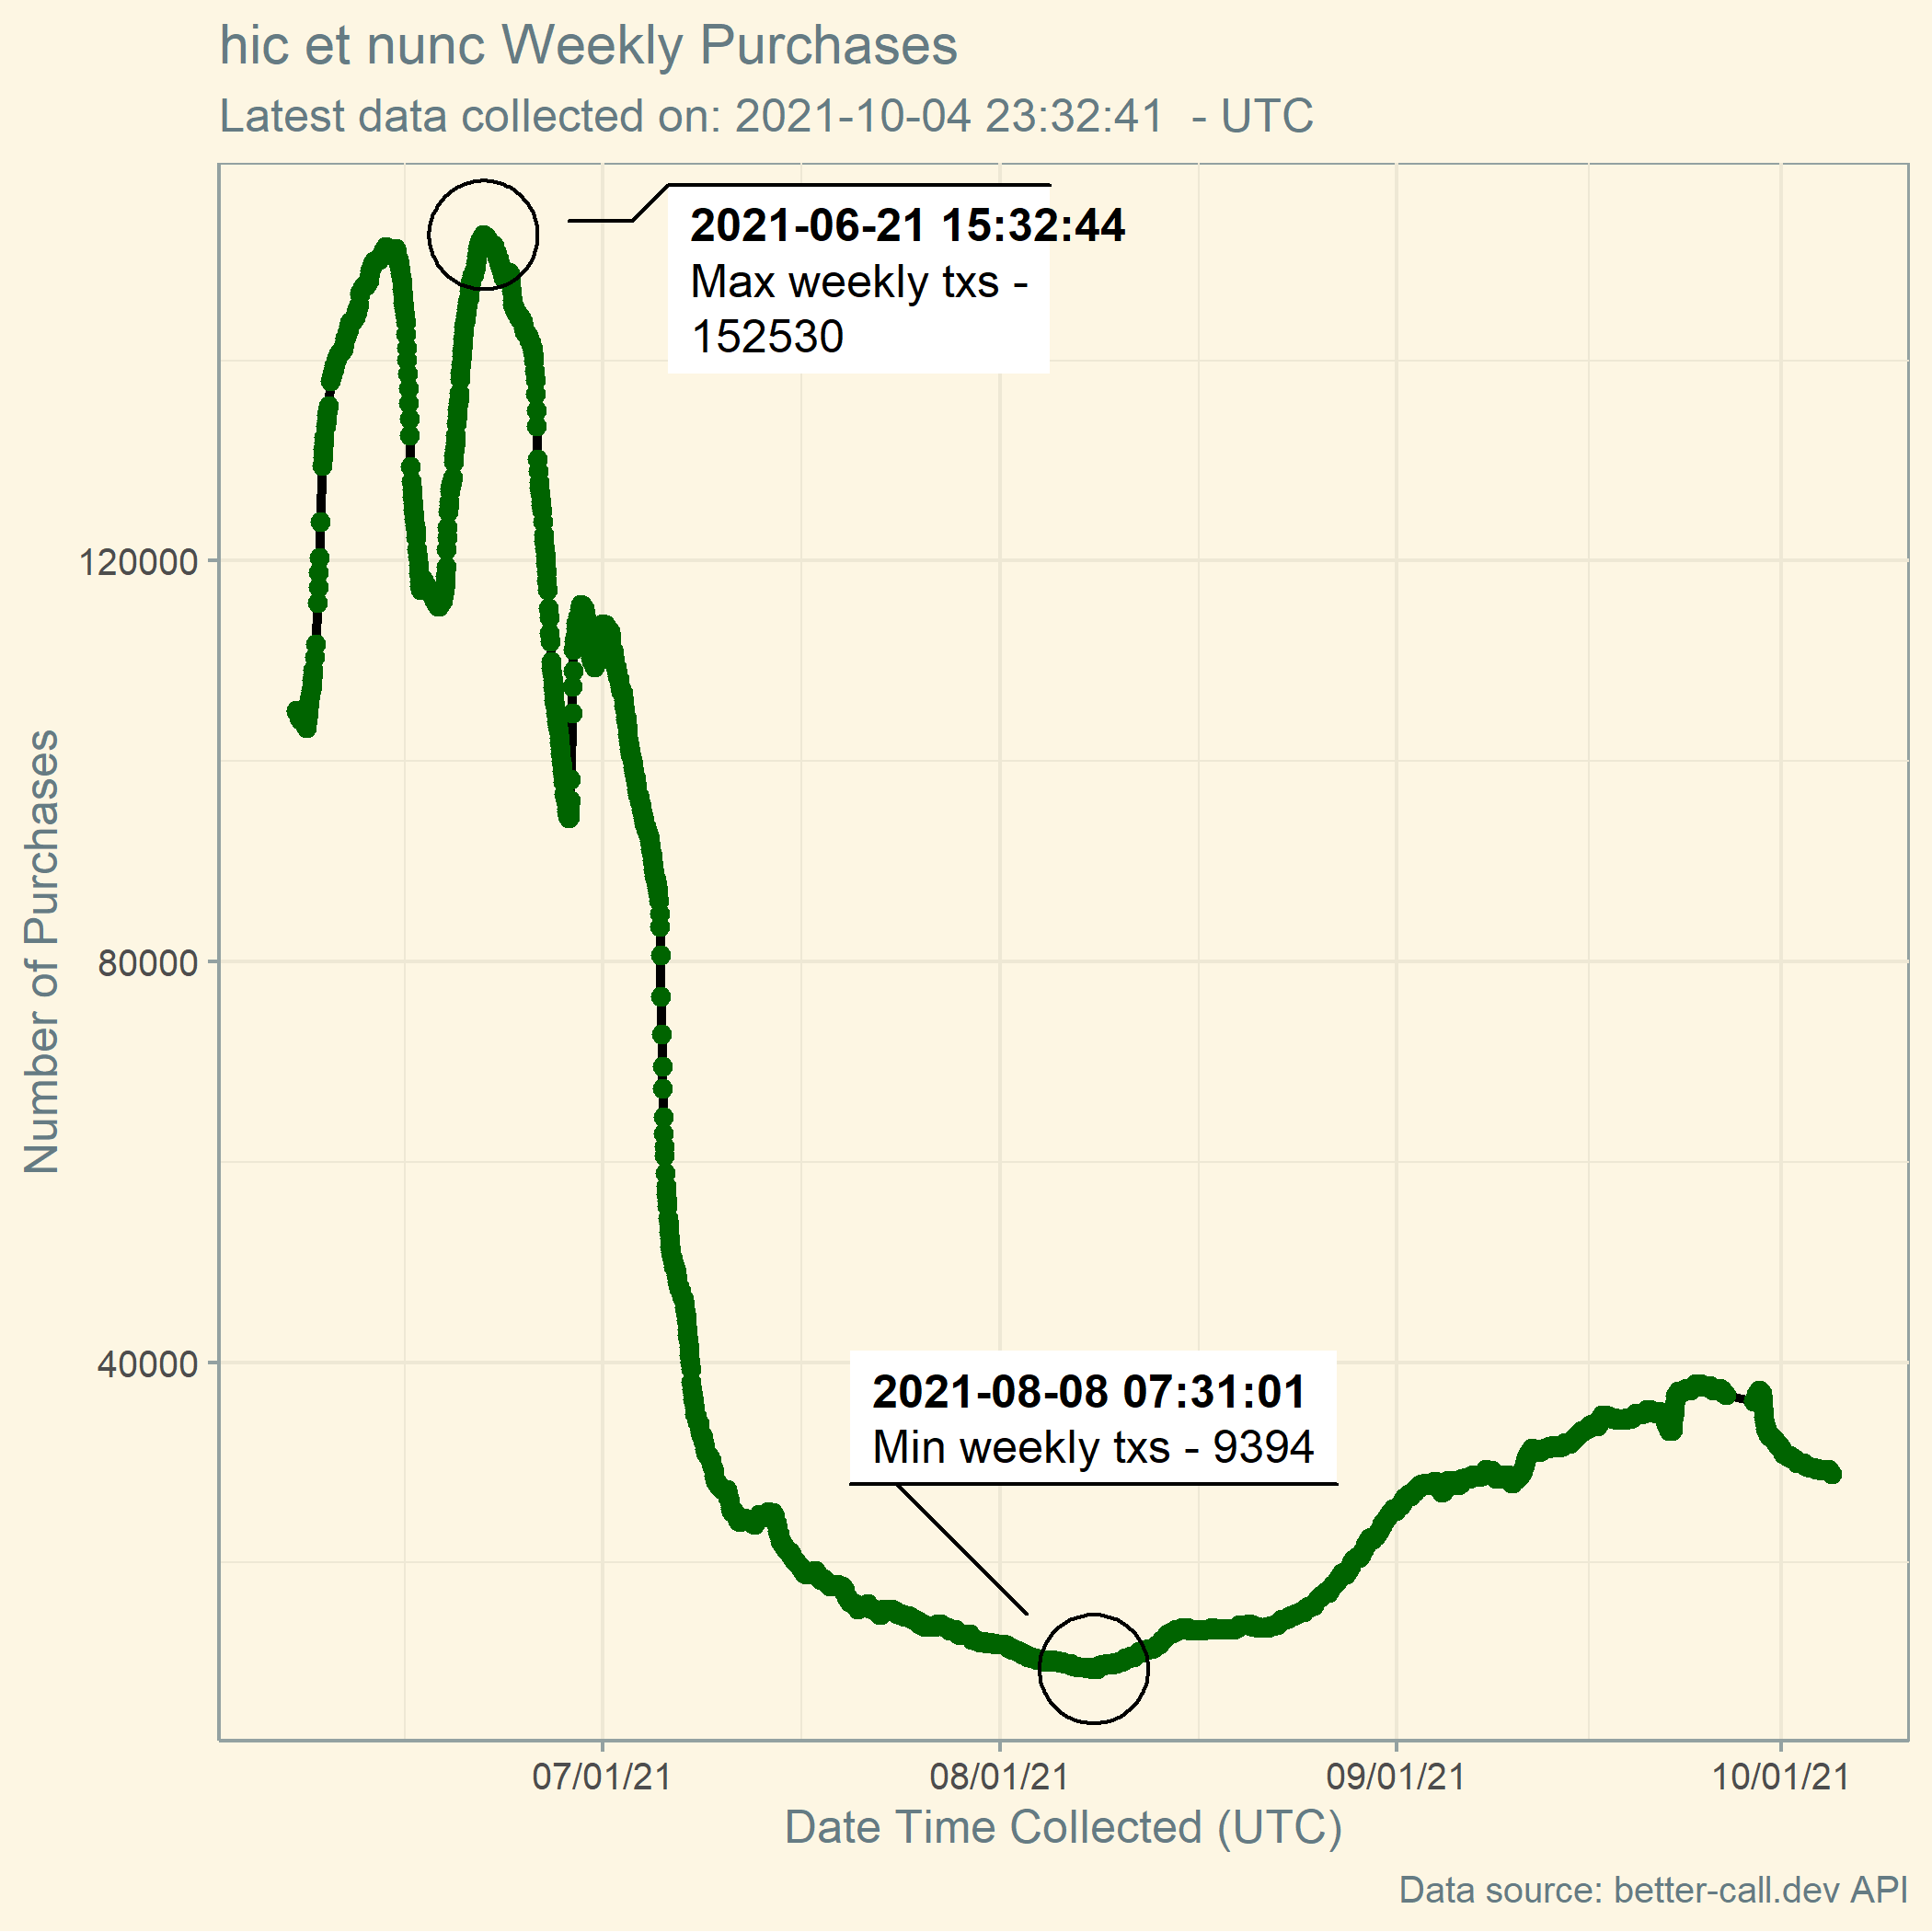 hic et nunc Weekly Purchases
Latest data collected on: 2021-10-04 23:32:41  - UTC
2021-06-21 15:32:44
Max weekly txs -
152530
120000
80000
40000
Number of Purchases
2021-08-08 07:31:01
Min weekly txs - 9394
07/01/21
08/01/21
09/01/21
10/01/21
Date Time Collected (UTC)
Data source: better-call.dev API